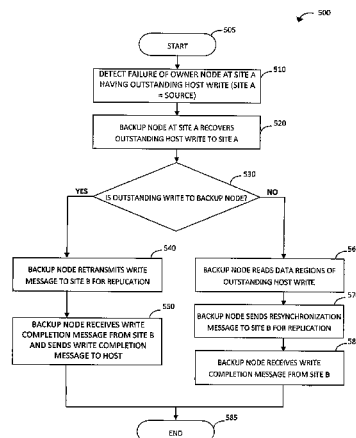 500
505
START
510
DETECT FAILURE OF OWNER NODE AT SITE A
HAVING OUTSTANDING HOST WRITE (SITE A
= SOURCE)
520
BACKUP NODE AT SITE A RECOVERS
OUTSTANDING HOST WRITE TO SITE A
530
YES
IS OUTSTANDING WRITE TO BACKUP NODE?
NO
540
BACKUP NODE RETRANSMITS WRITE
MESSAGE TO SITE B FOR REPLICATION
550
BACKUP NODE RECEIVES WRITE
COMPLETION MESSAGE FROM SITE B
AND SENDS WRITE COMPLETION
MESSAGE TO HOST
56
BACKUP NODE READS DATA REGIONS OF
OUTSTANDING HOST WRITE
57
BACKUP NODE SENDS RESYNCHRONIZATION
MESSAGE TO SITE B FOR REPLICATION
58
BACKUP NODE RECEIVES WRITE
COMPLETION MESSAGE FROM SITE B
585
END